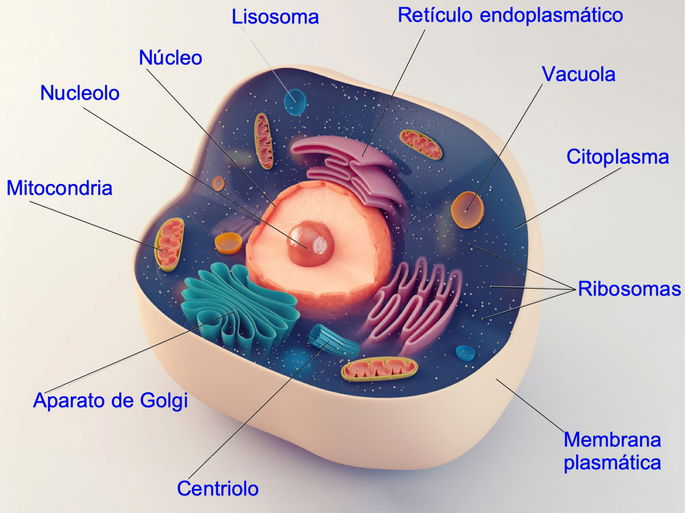 Lisosoma
Retículo endoplasmático
Núcleo
Vacuola
Nucleolo
Citoplasma
Mitocondria
Ribosomas
Aparato de Golgi
Membrana
plasmática
Centriolo